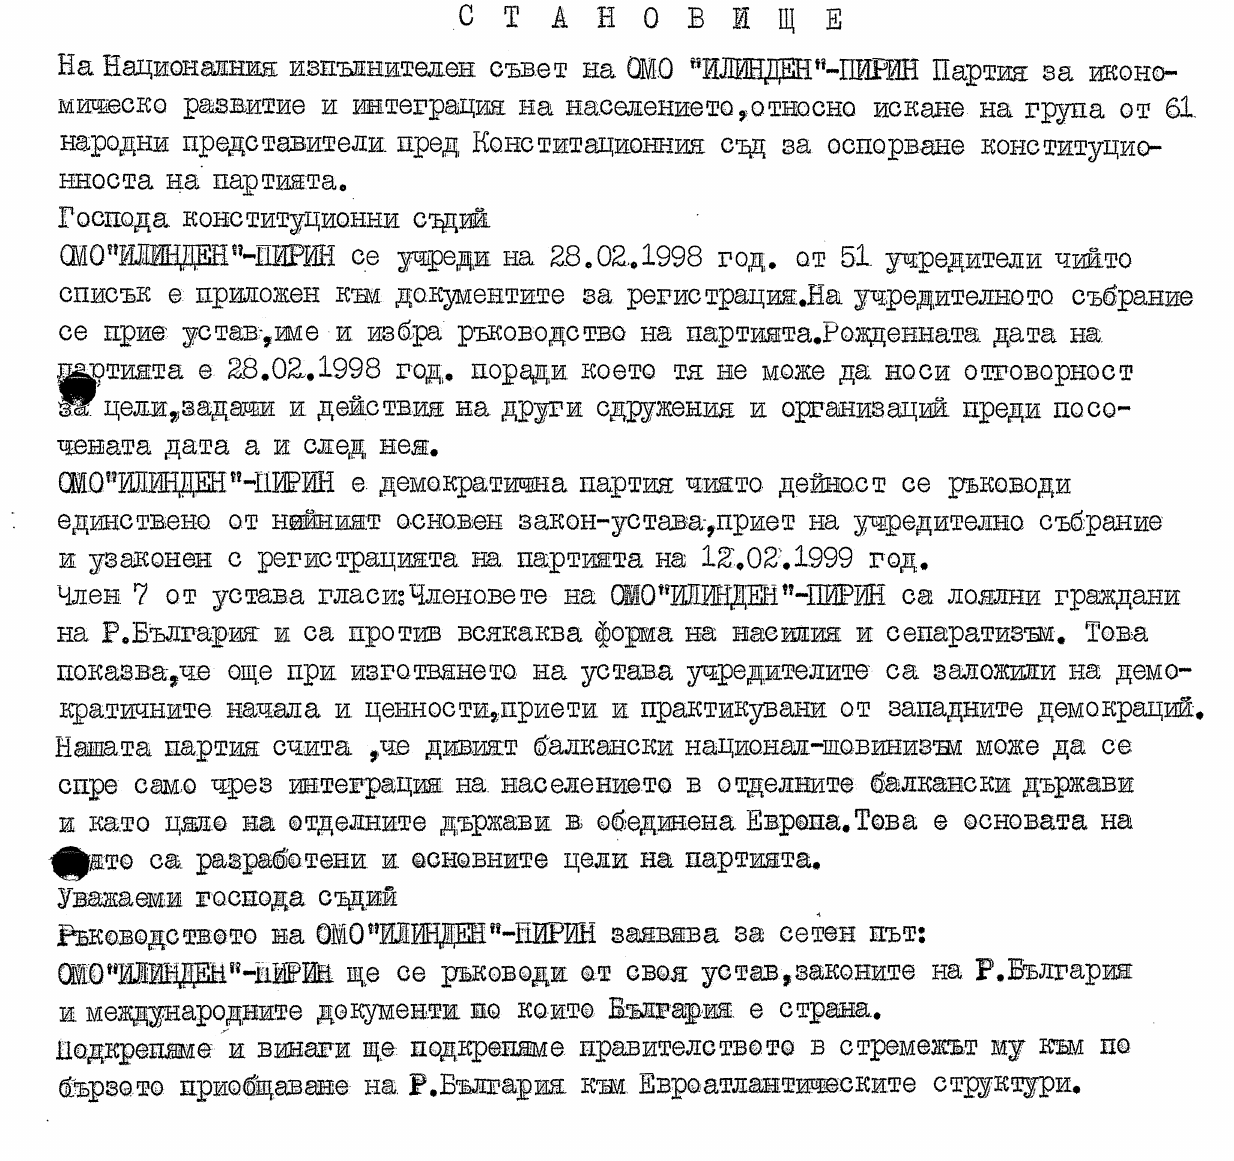 С Т А Н О В И Щ Е
На Националния изпълнителен съвет на ОМО "ИЛИНДЕН"-ПИРИН Партия за иконо-
мическо развитие и интеграция на населението,относно искане на група от 61
народни представители пред Конститационния съд за оспорване конституцио-
нноста на партията.
Господа конституционни съдий
ОМО"ИЛИНДЕН"-ПИРИН се учреди на 28.02.1998 год. от 51 учредители чийто
списък е приложен към документите за регистрация.На учредителното събрание
се прие устав,име и избра ръководство на партията.Рожденната дата на
партията е 28.02.1998 год. поради което тя не може да носи отговорност
за цели,задачи и действия на други сдружения и организаций преди посо-
чената дата а и след нея.
ОМО"ИЛИНДЕН"-ПИРИН е демократична партия чиято дейност се ръководи
единствено от нейният основен закон-устава,приет на учредително събрание
и узаконен с регистрацията на партията на 12.02.1999 год.
Член 7 от устава гласи:Членовете на ОМО"ИЛИНДЕН"-ПИРИН са лоялни граждани
на Р.България и са против всякаква форма на насилия и сепаратизъм. Това
показва,че още при изготвянето на устава учредителите са заложили на демо-
кратичните начала и ценности,приети и практикувани от западните демокраций.
Нашата партия счита ,че дивият балкански национал-шовинизъм може да се
спре само чрез интеграция на населението в отделните балкански държави
и като цяло на отделните държави в обединена Европа.Това е основата на
са разработени и основните цели на партията.
Уважаеми господа съдий
Ръководството на ОМО"ИЛИНДЕН"-ПИРИН заявява за сетен път:
ОМО"ИЛИНДЕН"-ПИРИН ще се ръководи от своя устав,законите на Р.България
и международните документи по които България е страна.
Подкрепяме и винаги ще подкрепяме правителството в стремежът му към по
бързото приобщаване на Р.България към Евроатлантическите структури.